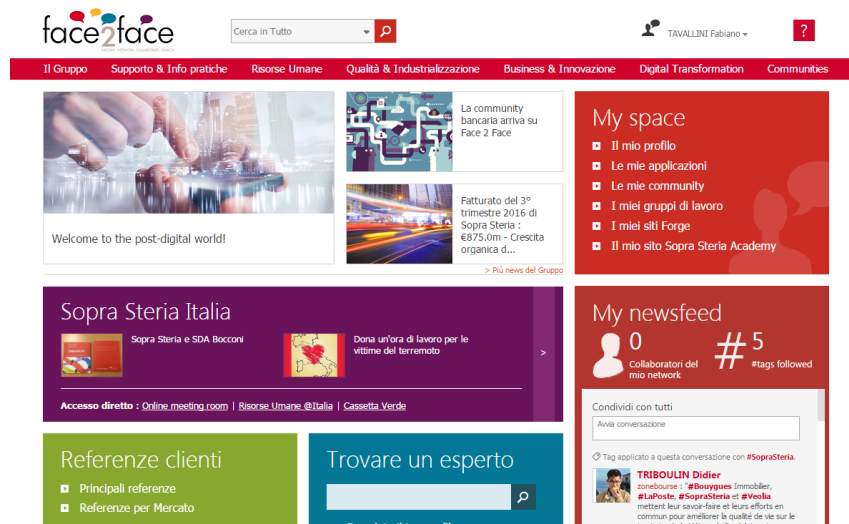 face2face
Cerca in Tutto
TAVALLINI Fabiano
?
Il Gruppo Supporto & Info pratiche Risorse Umane Qualità & Industrializzazione Business & Innovazione Digital Transformation Communities
Welcome to the post-digital world!
La community
bancaria arriva su
Face 2 Face
Fatturato del 3°
trimestre 2016 di
Sopra Steria :
€875.0m - Crescita
organica d...
> Più news del Gruppo
My space
Il mio profilo
Le mie applicazioni
Le mie community
I miei gruppi di lavoro
I miei siti Forge
Il mio sito Sopra Steria Academy
Sopra Steria Italia
Sopra Steria e SDA Bocconi
Dona un'ora di lavoro per le
vittime del terremoto
>
Accesso diretto : Online meeting room | Risorse Umane @Italia | Cassetta Verde
My newsfeed
0
Collaboratori del
mio network
# 5
#tags followed
Condividi con tutti
Avvia conversazione
Tag applicato a questa conversazione con #SopraSteria.
TRIBOULIN Didier
zonebourse : "#Bouygues Immobilier,
#LaPoste, #SopraSteria et #Veolia
mettent leur savoir-faire et leurs efforts en
commun pour améliorer la qualité de vie sur le
Referenze clienti
Principali referenze
Referenze per Mercato
Trovare un esperto